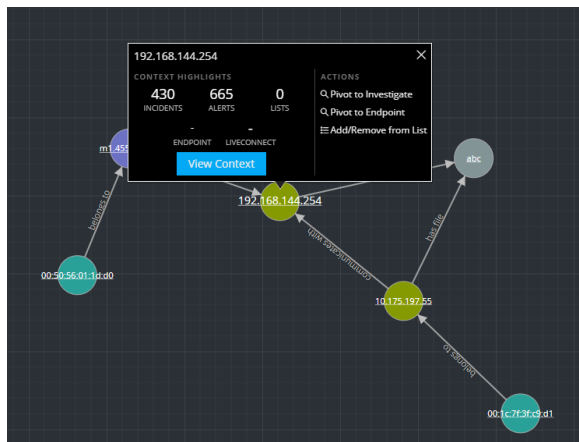 192.168.144.254
CONTEXT HIGHLIGHTS
430 665 0
INCIDENTS ALERTS LISTS
- -
ENDPOINT LIVECONNECT
View Context
ACTIONS
Pivot to Investigate
Pivot to Endpoint
Add/Remove from List
m1.455
abc
192.168.144.254
belongs to
has file
communicates with
00:50:56:01:1d:d0
10.175.197.55
belongs to
00:1c:7f:3f:c9:d1